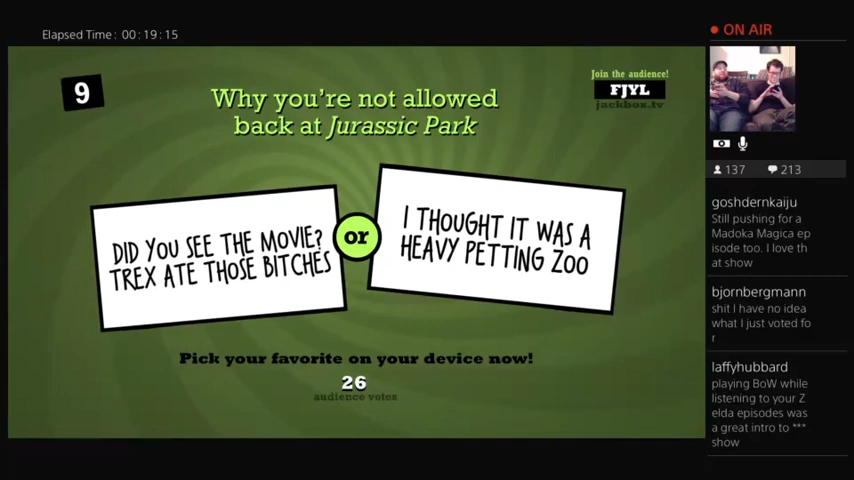 Elapsed Time : 00 : 19 : 15
ON AIR
9
Why you're not allowed
back at Jurassic Park
Join the audience!
FJYL
jackbox.tv
DID YOU SEE THE MOVIE?
TREX ATE THOSE BITCHES
or
I THOUGHT IT WAS A
HEAVY PETTING ZOO
Pick your favorite on your device now!
26
audience votes
137 213
goshdernkaiju
Still pushing for a
Madoka Magica ep
isode too. I love th
at show
bjornbergmann
shit I have no idea
what I just voted fo
r
laffyhubbard
playing BoW while
listening to your Z
elda episodes was
a great intro to ***
show